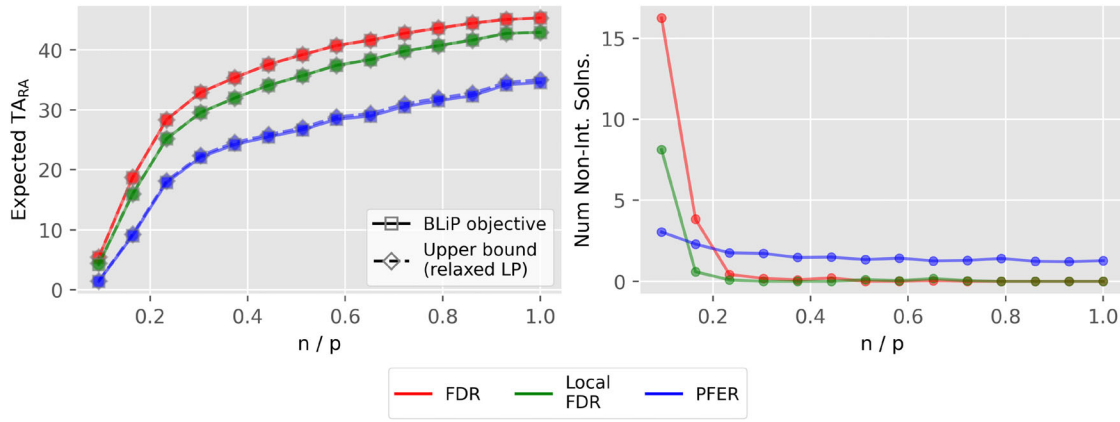 Expected TA_RA
40
30
20
10
0
BLiP objective
Upper bound
(relaxed LP)
0.2 0.4 0.6 0.8 1.0
n / p
Num Non-Int. Solns.
15
10
5
0
0.2 0.4 0.6 0.8 1.0
n / p
FDR
Local
FDR
PFER